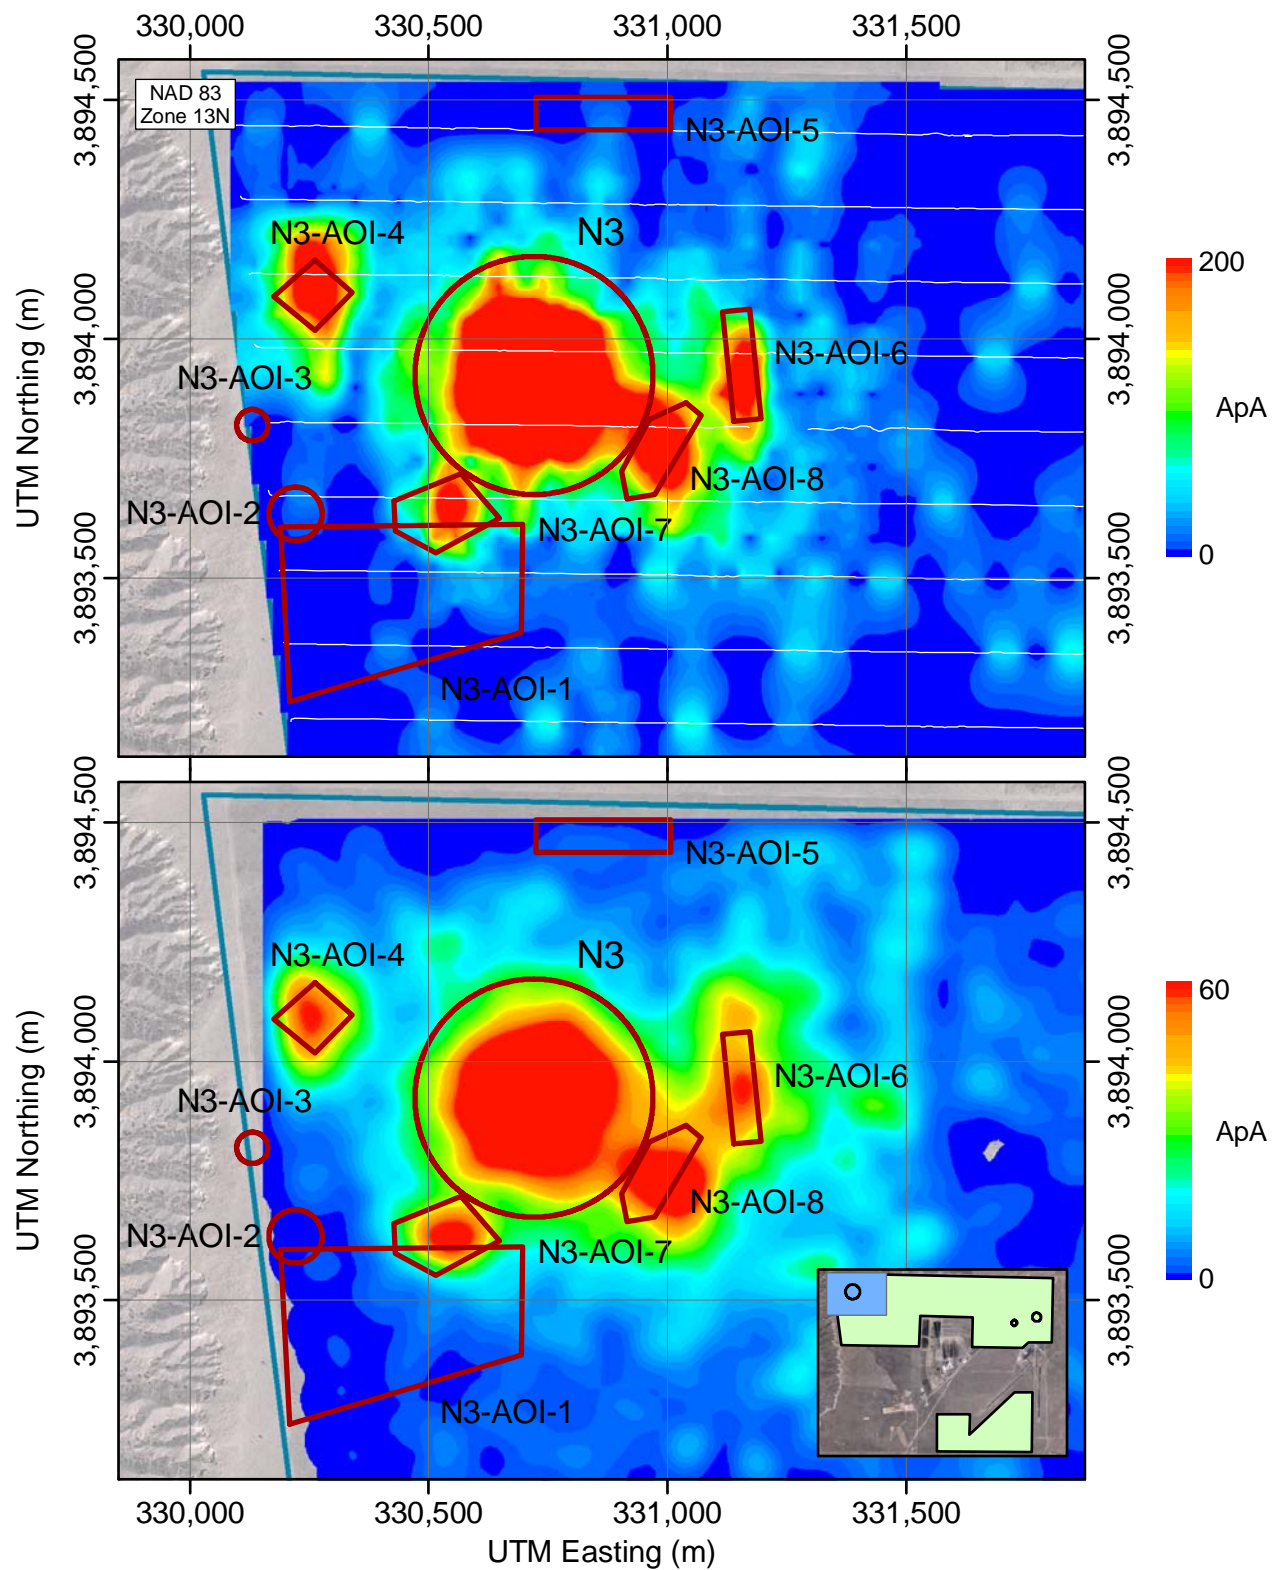 330,000 330,500 331,000 331,500
NAD 83
Zone 13N
3,894,500
3,894,500
N3-AOI-5
N3-AOI-4
N3
200
3,894,000
3,894,000
N3-AOI-6
N3-AOI-3
ApA
UTM Northing (m)
N3-AOI-8
N3-AOI-2
N3-AOI-7
0
3,893,500
3,893,500
N3-AOI-1
3,894,500
3,894,500
N3-AOI-5
N3-AOI-4
N3
60
3,894,000
3,894,000
N3-AOI-6
N3-AOI-3
ApA
UTM Northing (m)
N3-AOI-8
N3-AOI-2
N3-AOI-7
0
3,893,500
3,893,500
N3-AOI-1
330,000 330,500 331,000 331,500
UTM Easting (m)